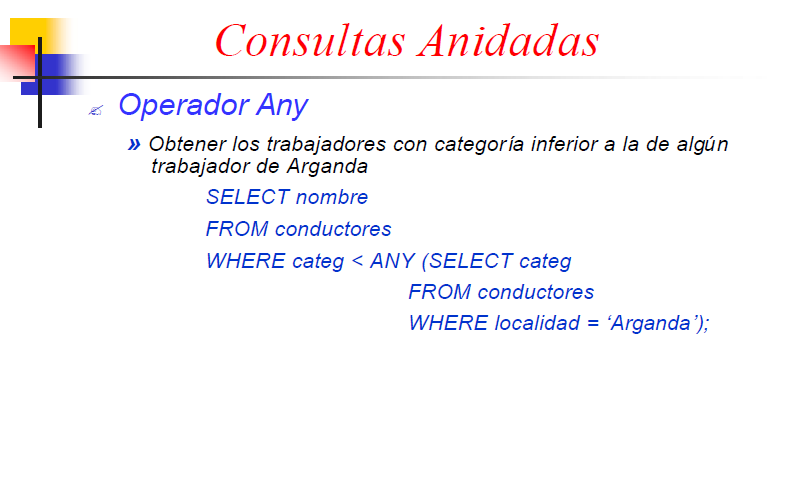 Consultas Anidadas
Operador Any
» Obtener los trabajadores con categoría inferior a la de algún
trabajador de Arganda
SELECT nombre
FROM conductores
WHERE categ < ANY (SELECT categ
FROM conductores
WHERE localidad = ‘Arganda’);